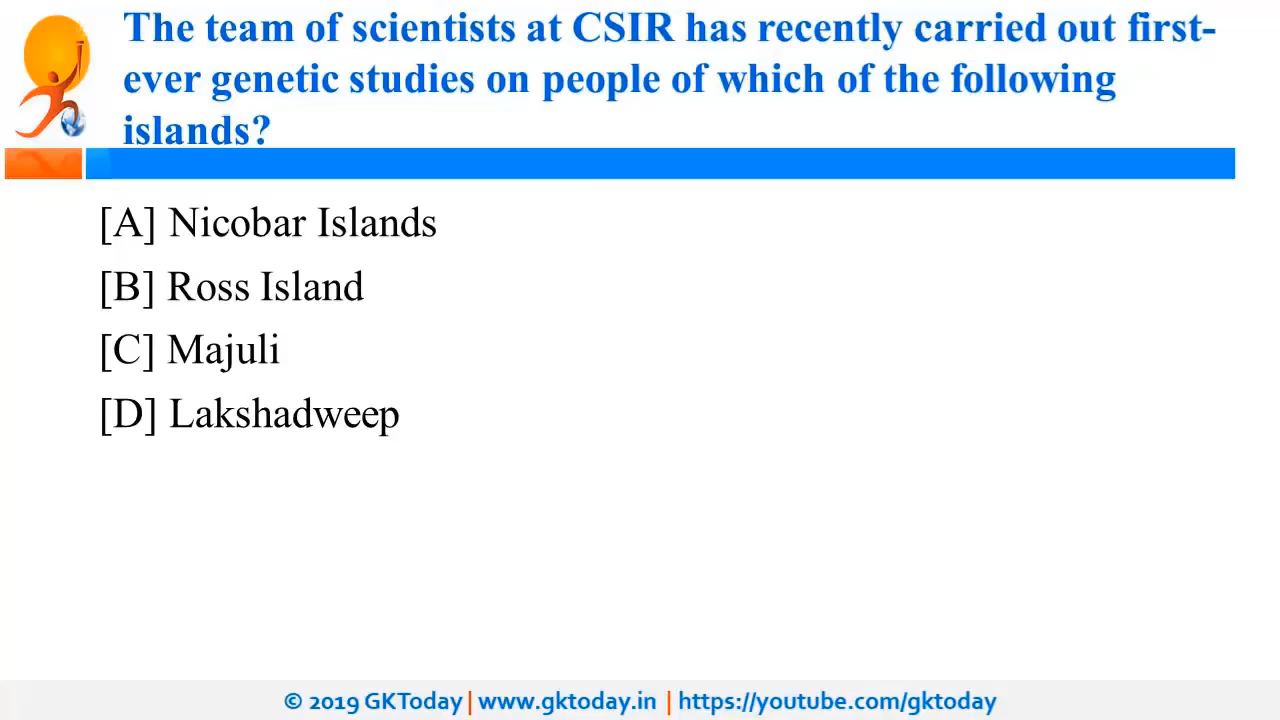 The team of scientists at CSIR has recently carried out first-
ever genetic studies on people of which of the following
islands?
[A] Nicobar Islands
[B] Ross Island
[C] Majuli
[D] Lakshadweep
© 2019 GKToday | www.gktoday.in | https://youtube.com/gktoday